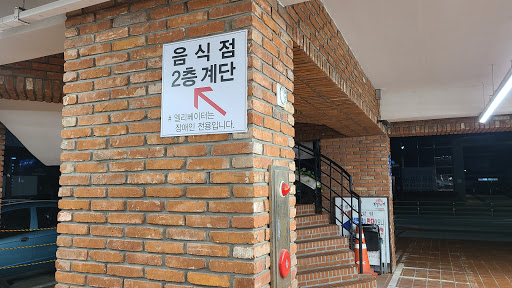 음식점
2층계단
# 엘리베이터는
장애인 전용입니다.